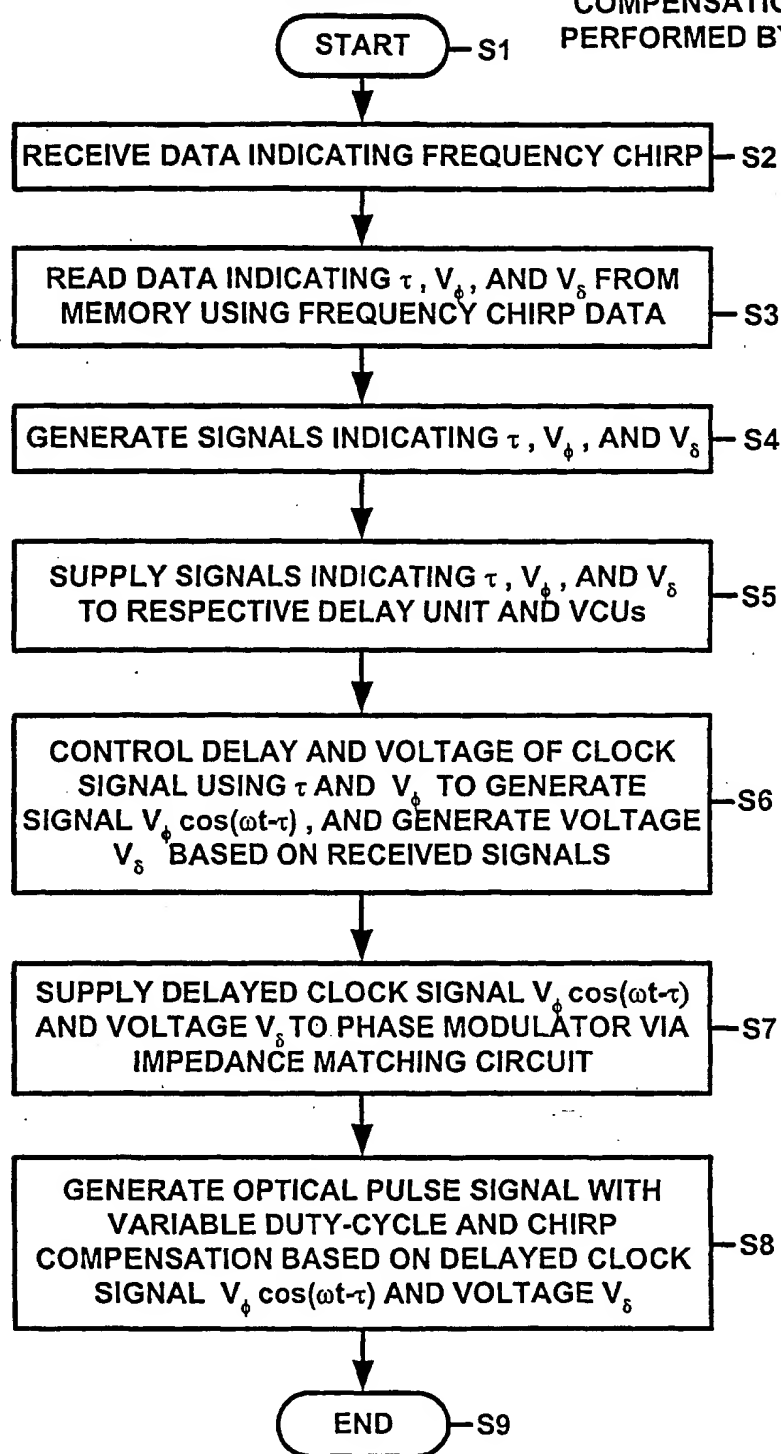 COMPENSATIO
PERFORMED BY
START
S1
RECEIVE DATA INDICATING FREQUENCY CHIRP
S2
READ DATA INDICATING τ, V_ϕ, AND V_δ FROM
MEMORY USING FREQUENCY CHIRP DATA
S3
GENERATE SIGNALS INDICATING τ, V_ϕ, AND V_δ
S4
SUPPLY SIGNALS INDICATING τ, V_ϕ, AND V_δ
TO RESPECTIVE DELAY UNIT AND VCUs
S5
CONTROL DELAY AND VOLTAGE OF CLOCK
SIGNAL USING τ AND V_ϕ TO GENERATE
SIGNAL V_ϕ cos(ωt-τ), AND GENERATE VOLTAGE
V_δ BASED ON RECEIVED SIGNALS
S6
SUPPLY DELAYED CLOCK SIGNAL V_ϕ cos(ωt-τ)
AND VOLTAGE V_δ TO PHASE MODULATOR VIA
IMPEDANCE MATCHING CIRCUIT
S7
GENERATE OPTICAL PULSE SIGNAL WITH
VARIABLE DUTY-CYCLE AND CHIRP
COMPENSATION BASED ON DELAYED CLOCK
SIGNAL V_ϕ cos(ωt-τ) AND VOLTAGE V_δ
S8
END
S9